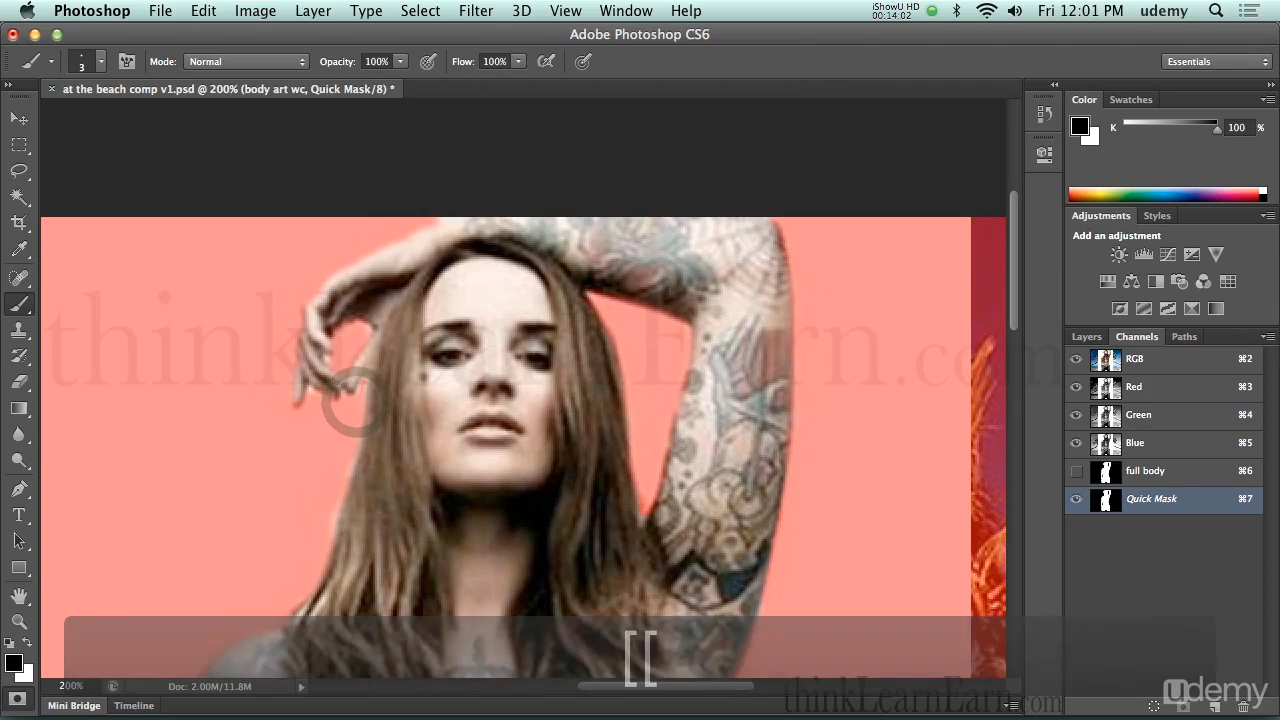 Photoshop File Edit Image Layer Type Select Filter 3D View Window Help iShowU HD 00:14:02 Fri 12:01 PM udemy
Adobe Photoshop CS6
3 Mode: Normal Opacity: 100% Flow: 100% Essentials
× at the beach comp v1.psd @ 200% (body art wc, Quick Mask/8) *
Color Swatches
K 100 %
Adjustments Styles
Add an adjustment
thinkLearnEarn.com
Layers Channels Paths
RGB ⌘2
Red ⌘3
Green ⌘4
Blue ⌘5
full body ⌘6
Quick Mask ⌘7
[[
200% Doc: 2.00M/11.8M
thinkLearnEarn.com
udemy
Mini Bridge Timeline